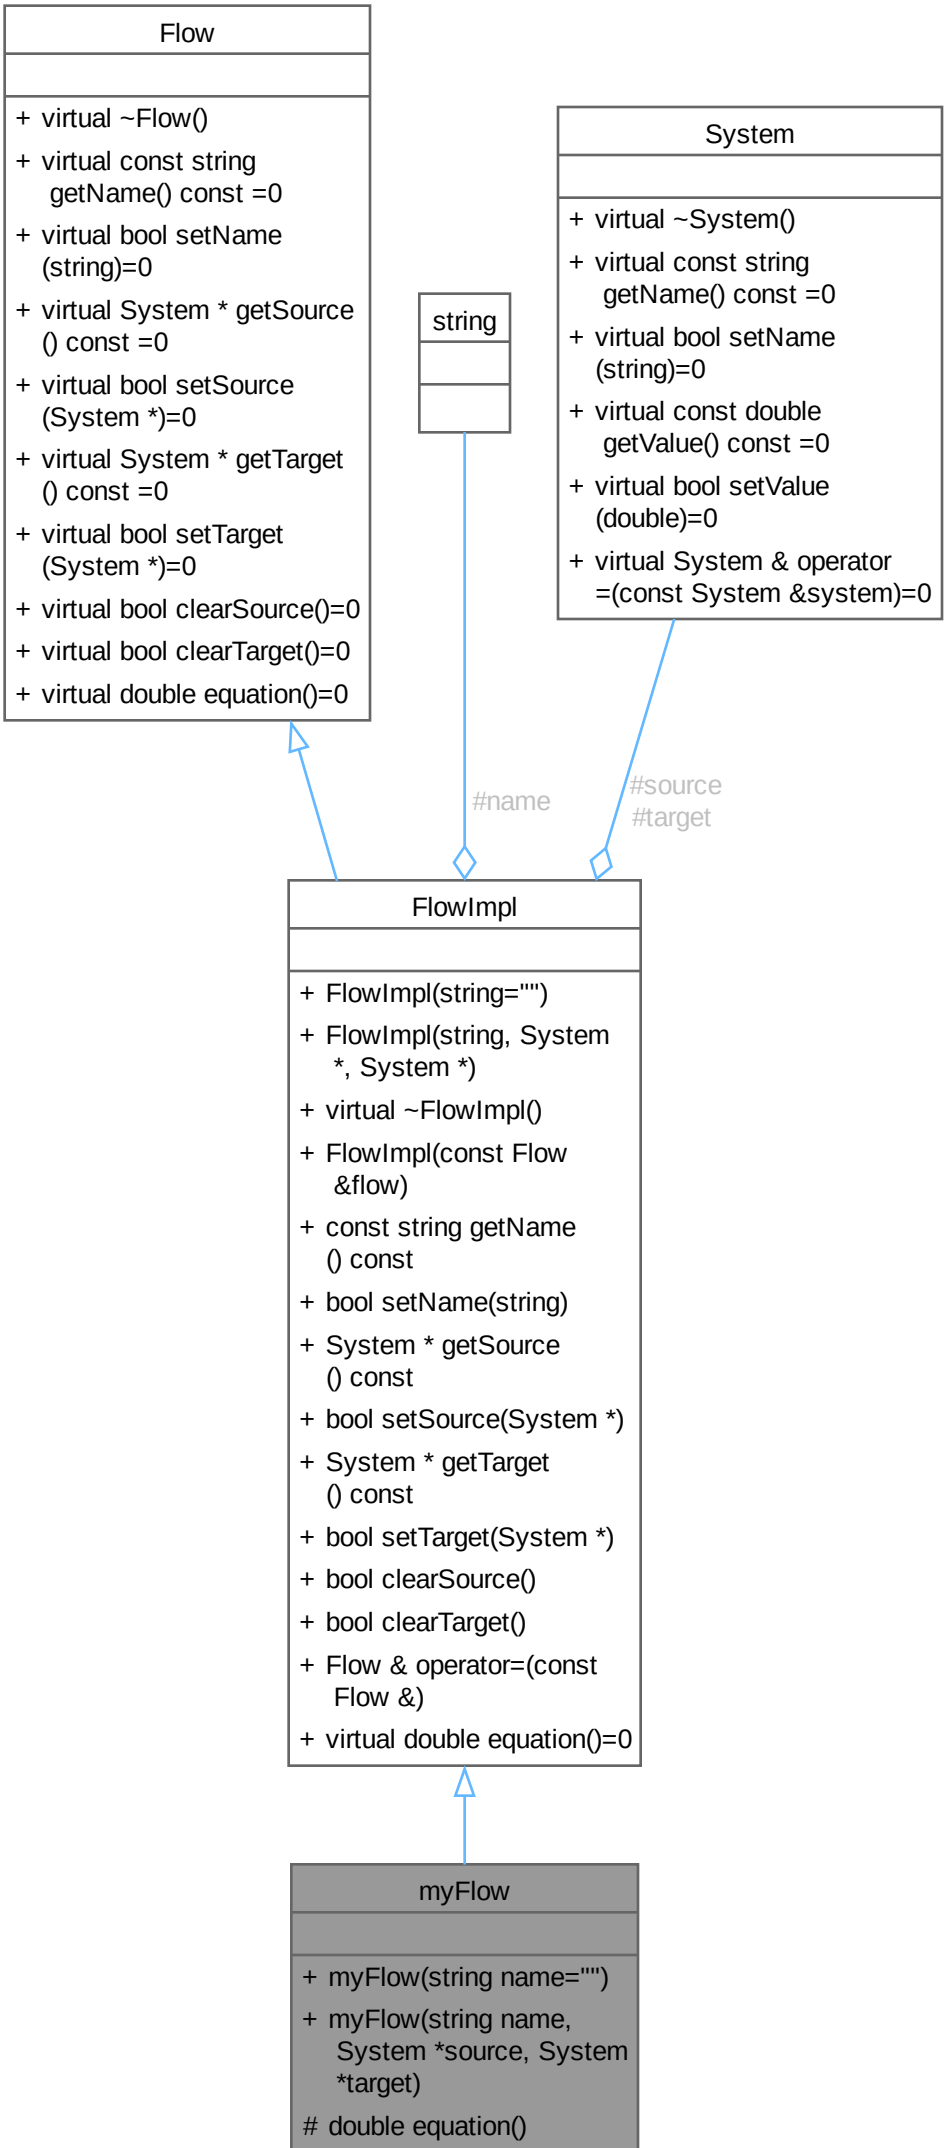 Flow
+ virtual ~Flow()
+ virtual const string
getName() const =0
+ virtual bool setName
(string)=0
+ virtual System * getSource
() const =0
+ virtual bool setSource
(System *)=0
+ virtual System * getTarget
() const =0
+ virtual bool setTarget
(System *)=0
+ virtual bool clearSource()=0
+ virtual bool clearTarget()=0
+ virtual double equation()=0
string
System
+ virtual ~System()
+ virtual const string
getName() const =0
+ virtual bool setName
(string)=0
+ virtual const double
getValue() const =0
+ virtual bool setValue
(double)=0
+ virtual System & operator
=(const System &system)=0
#name
#source
#target
FlowImpl
+ FlowImpl(string="")
+ FlowImpl(string, System
*, System *)
+ virtual ~FlowImpl()
+ FlowImpl(const Flow
&flow)
+ const string getName
() const
+ bool setName(string)
+ System * getSource
() const
+ bool setSource(System *)
+ System * getTarget
() const
+ bool setTarget(System *)
+ bool clearSource()
+ bool clearTarget()
+ Flow & operator=(const
Flow &)
+ virtual double equation()=0
myFlow
+ myFlow(string name="")
+ myFlow(string name,
System *source, System
*target)
# double equation()